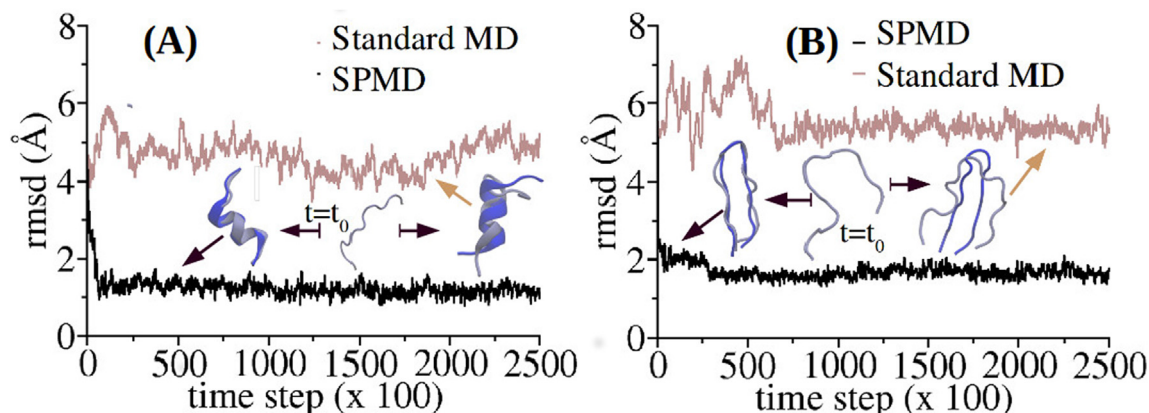 (A)
Standard MD
SPMD
rmsd (Å)
8
6
4
2
0
t=t0
0 500 1000 1500 2000 2500
time step (x 100)
(B)
SPMD
Standard MD
rmsd (Å)
8
6
4
2
0
t=t0
0 500 1000 1500 2000 2500
time step (x 100)